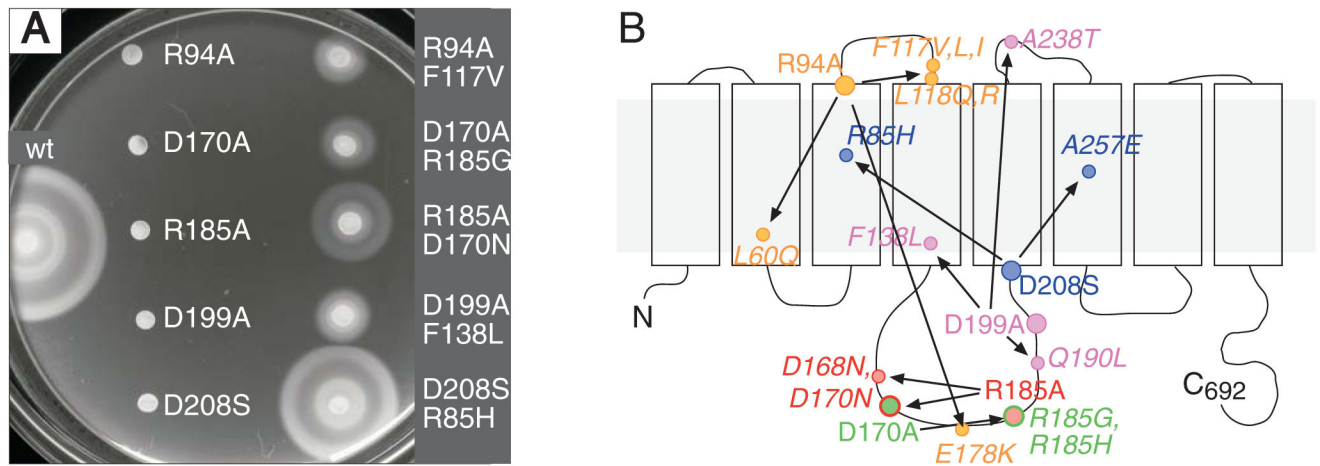 A
R94A
R94A
F117V
D170A
D170A
R185G
wt
R185A
R185A
D170N
D199A
D199A
F138L
D208S
D208S
R85H
B
R94A
F117V,L,I
A238T
L118Q,R
R85H
A257E
L60Q
F138L
D208S
N
D199A
Q190L
D168N,
D170N
R185A
C692
D170A
R185G,
R185H
E178K